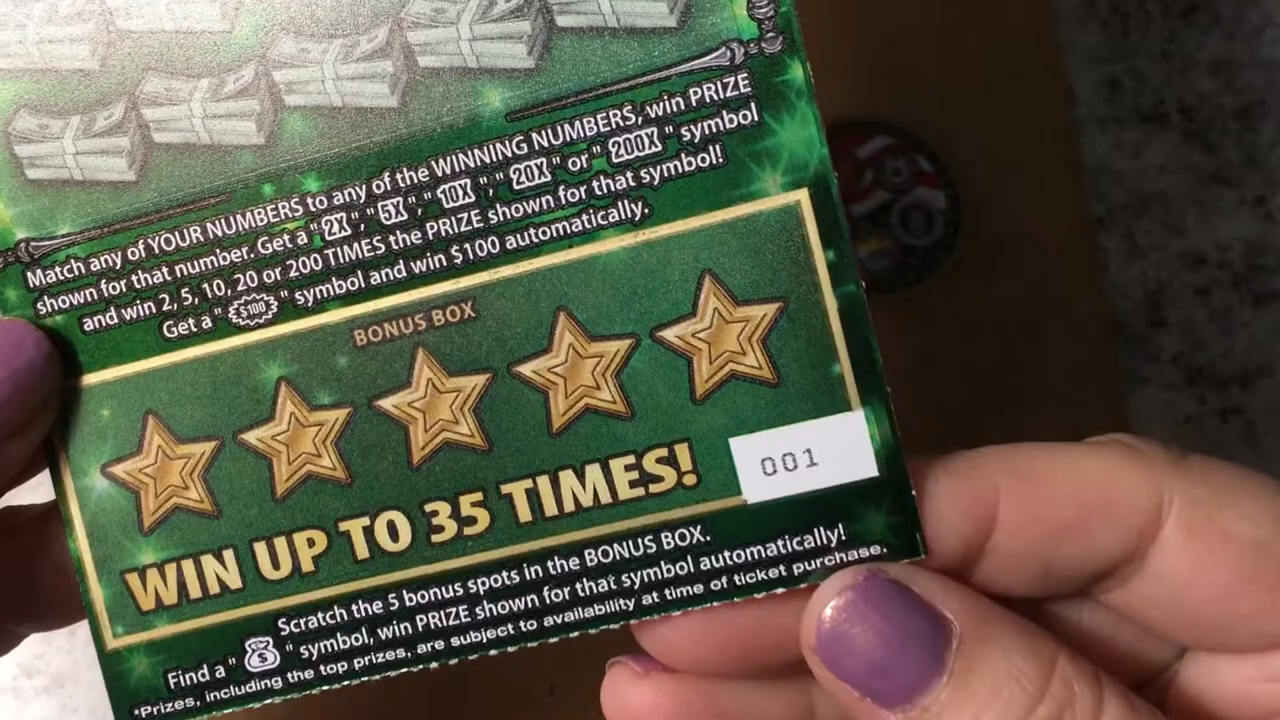 Match any of YOUR NUMBERS to any of the WINNING NUMBERS, win PRIZE
shown for that number. Get a " 2X ", " 5X ", " 10X ", " 20X " or " 200X " symbol
and win 2, 5, 10, 20 or 200 TIMES the PRIZE shown for that symbol!
Get a " $100 " symbol and win $100 automatically.
BONUS BOX
WIN UP TO 35 TIMES!
001
Scratch the 5 bonus spots in the BONUS BOX.
Find a " $ " symbol, win PRIZE shown for that symbol automatically!
*Prizes, including the top prizes, are subject to availability at time of ticket purchase.